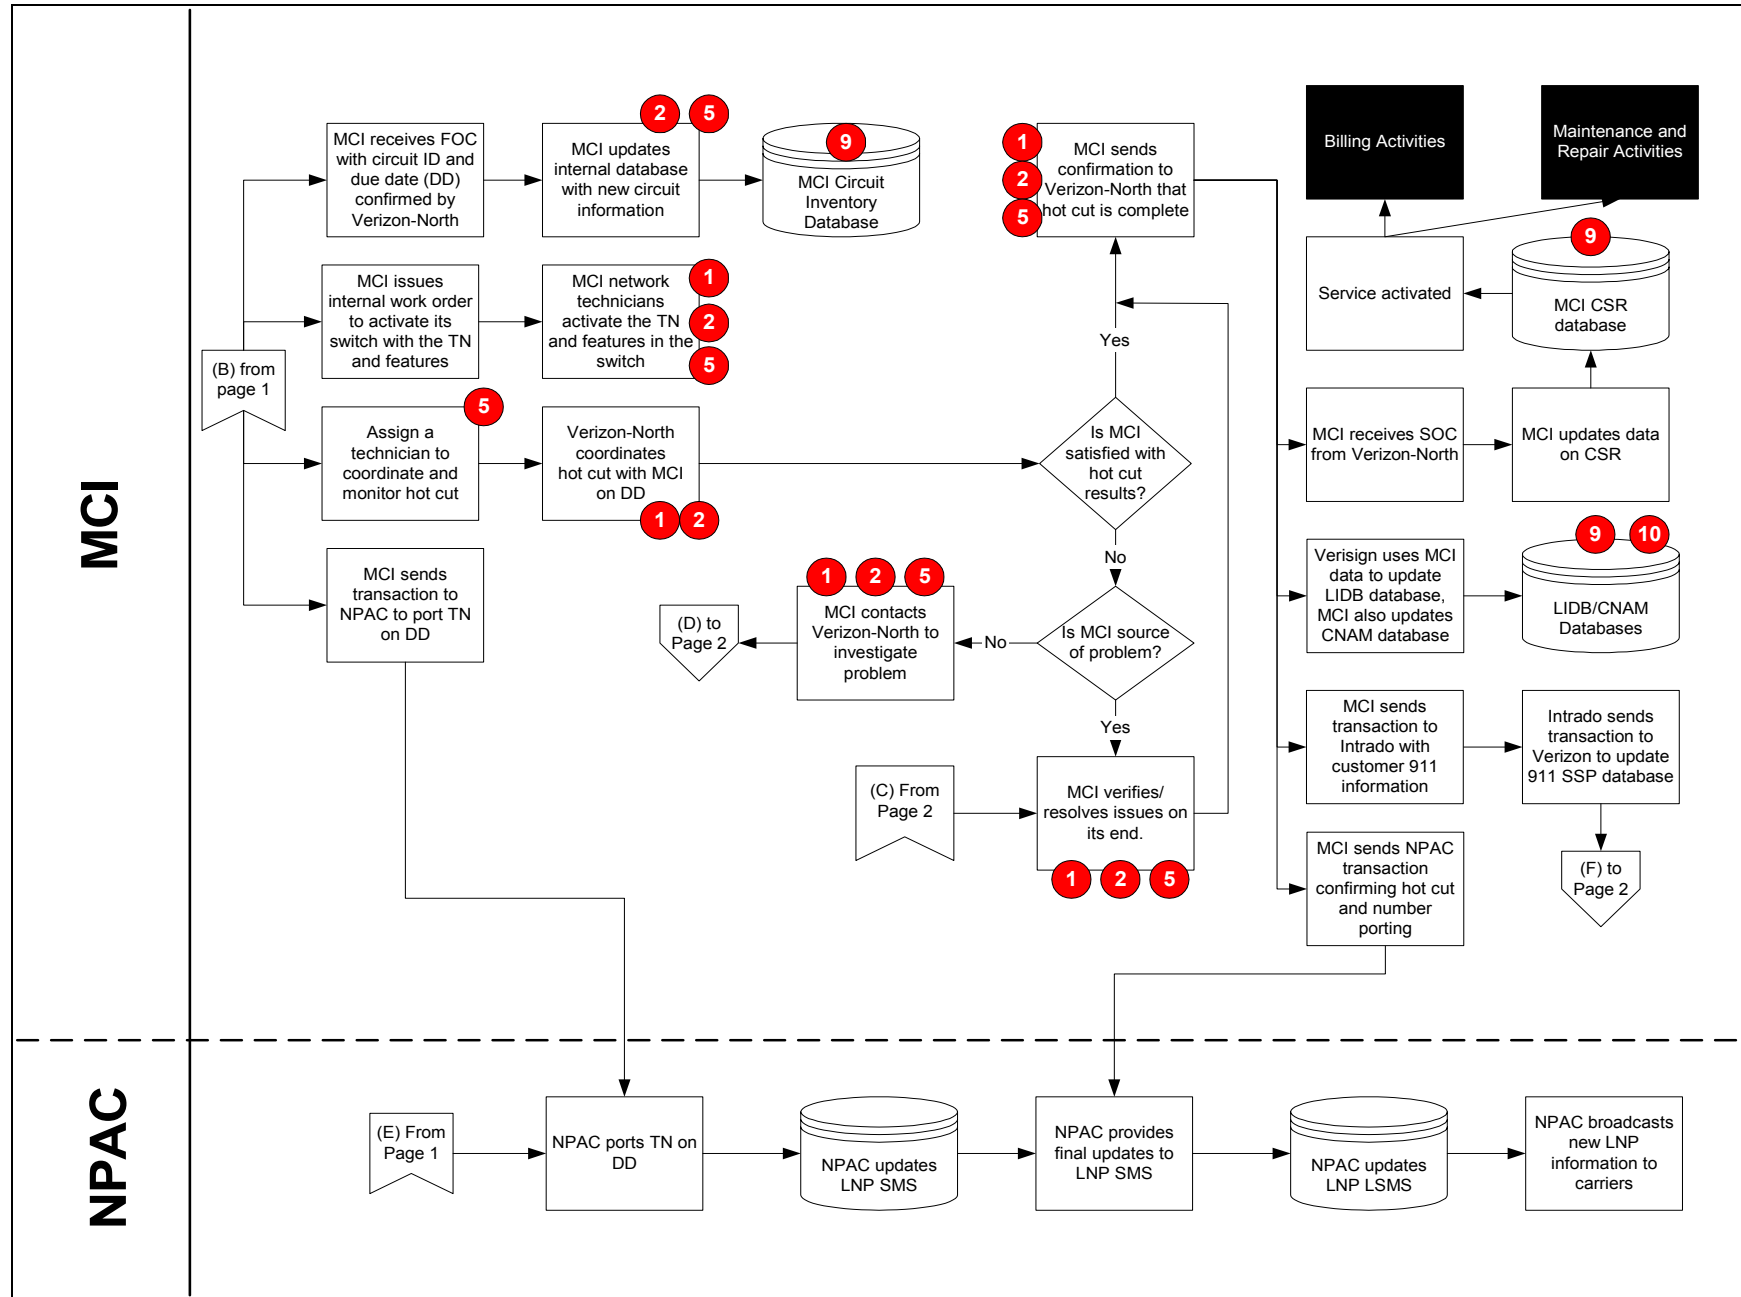 MCI
(B) from
page 1
MCI receives FOC
with circuit ID and
due date (DD)
confirmed by
Verizon-North
2
5
MCI updates
internal database
with new circuit
information
9
MCI Circuit
Inventory
Database
MCI issues
internal work order
to activate its
switch with the TN
and features
MCI network
technicians
activate the TN
and features in the
switch
1
2
5
5
Assign a
technician to
coordinate and
monitor hot cut
Verizon-North
coordinates
hot cut with MCI
on DD
1
2
MCI sends
transaction to
NPAC to port TN
on DD
1
2
5
MCI sends
confirmation to
Verizon-North that
hot cut is complete
Yes
Is MCI
satisfied with
hot cut
results?
No
Is MCI source
of problem?
No
1
2
5
MCI contacts
Verizon-North to
investigate
problem
(D) to
Page 2
Yes
(C) From
Page 2
MCI verifies/
resolves issues on
its end.
1
2
5
Billing Activities
Maintenance and
Repair Activities
Service activated
9
MCI CSR
database
MCI receives SOC
from Verizon-North
MCI updates data
on CSR
Verisign uses MCI
data to update
LIDB database,
MCI also updates
CNAM database
9
10
LIDB/CNAM
Databases
MCI sends
transaction to
Intrado with
customer 911
information
Intrado sends
transaction to
Verizon to update
911 SSP database
(F) to
Page 2
MCI sends NPAC
transaction
confirming hot cut
and number
porting
NPAC
(E) From
Page 1
NPAC ports TN on
DD
NPAC updates
LNP SMS
NPAC provides
final updates to
LNP SMS
NPAC updates
LNP LSMS
NPAC broadcasts
new LNP
information to
carriers